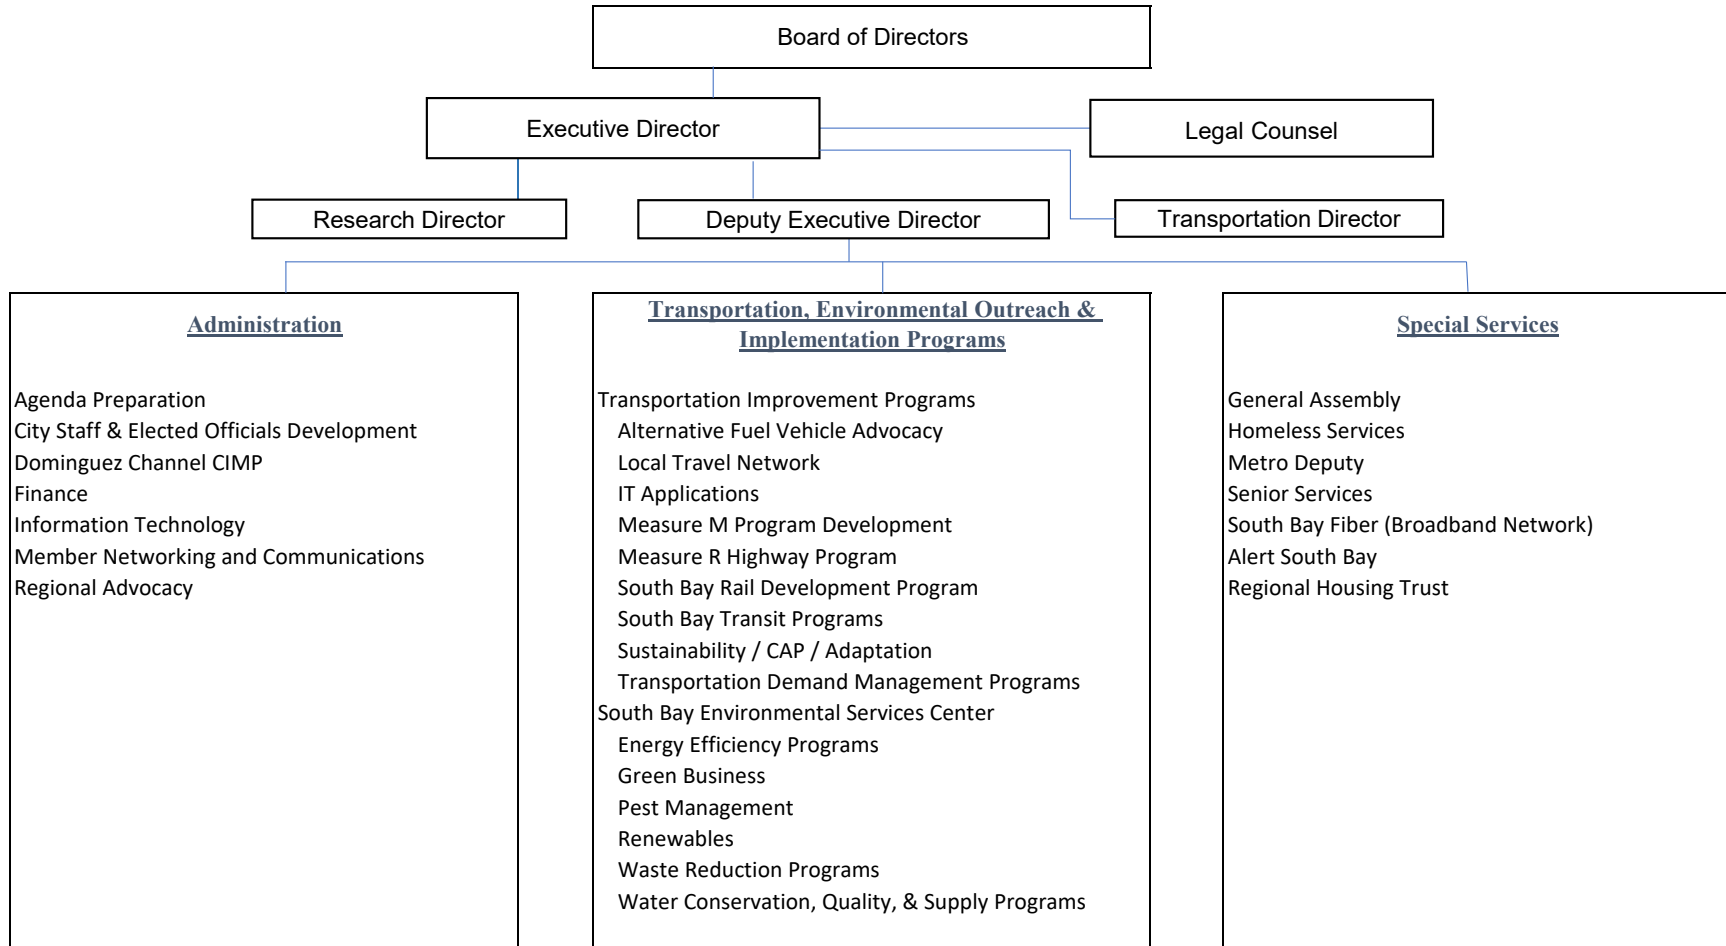 Board of Directors
Executive Director
Legal Counsel
Research Director
Deputy Executive Director
Transportation Director
Administration
Agenda Preparation
City Staff & Elected Officials Development
Dominguez Channel CIMP
Finance
Information Technology
Member Networking and Communications
Regional Advocacy
Transportation, Environmental Outreach &
Implementation Programs
Transportation Improvement Programs
Alternative Fuel Vehicle Advocacy
Local Travel Network
IT Applications
Measure M Program Development
Measure R Highway Program
South Bay Rail Development Program
South Bay Transit Programs
Sustainability / CAP / Adaptation
Transportation Demand Management Programs
South Bay Environmental Services Center
Energy Efficiency Programs
Green Business
Pest Management
Renewables
Waste Reduction Programs
Water Conservation, Quality, & Supply Programs
Special Services
General Assembly
Homeless Services
Metro Deputy
Senior Services
South Bay Fiber (Broadband Network)
Alert South Bay
Regional Housing Trust